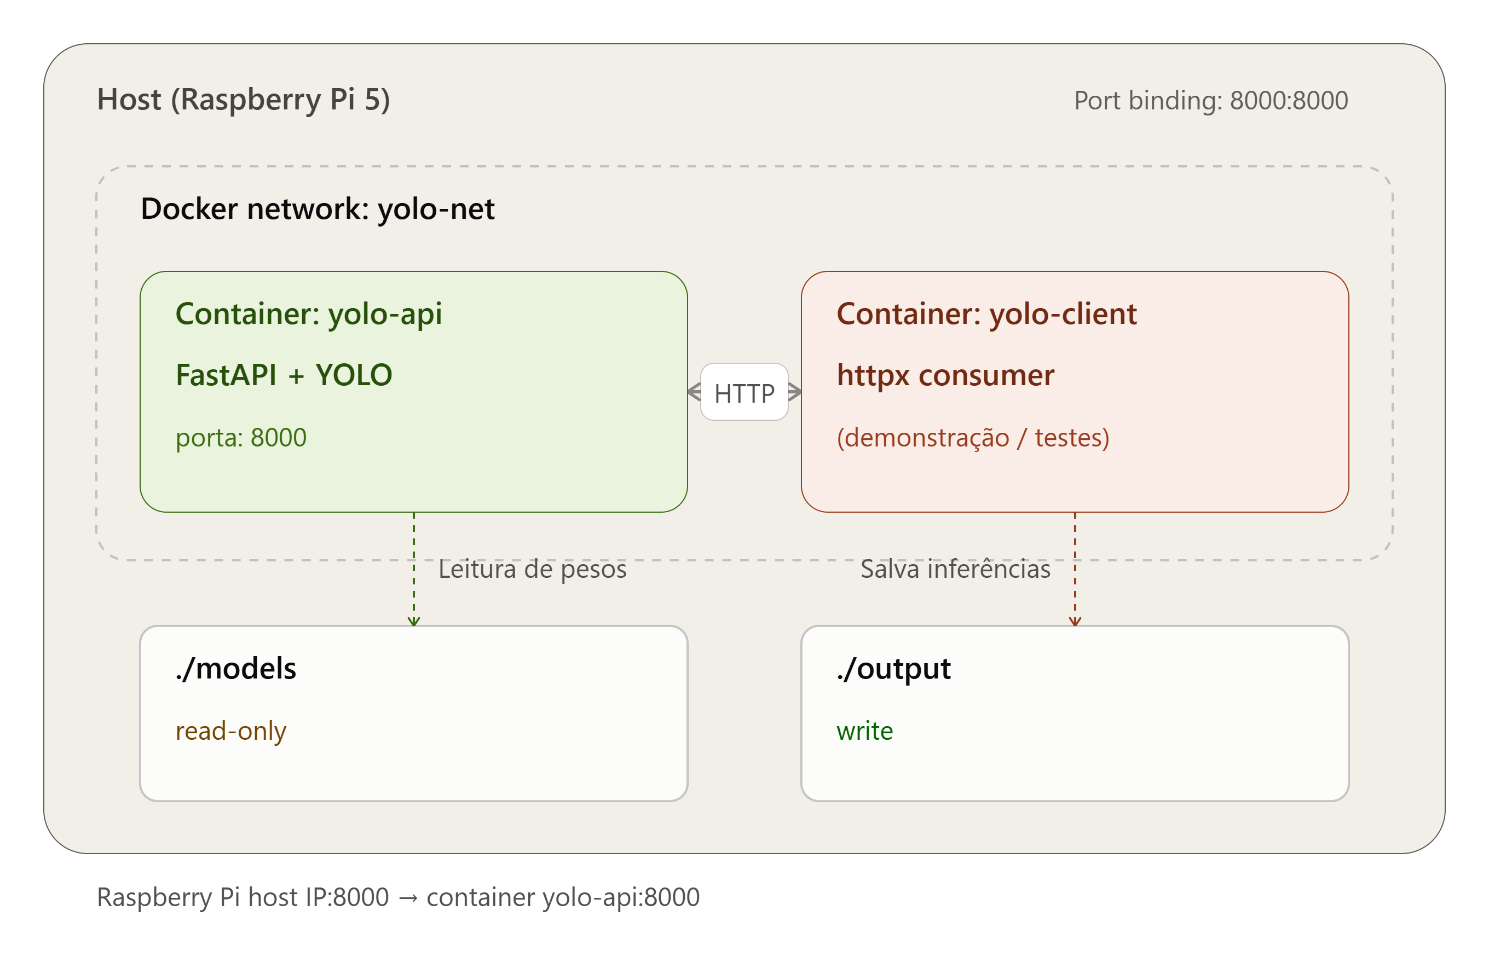 Host (Raspberry Pi 5)
Port binding: 8000:8000
Docker network: yolo-net
Container: yolo-api
FastAPI + YOLO
porta: 8000
HTTP
Container: yolo-client
httpx consumer
(demonstração / testes)
Leitura de pesos
Salva inferências
./models
read-only
./output
write
Raspberry Pi host IP:8000 → container yolo-api:8000